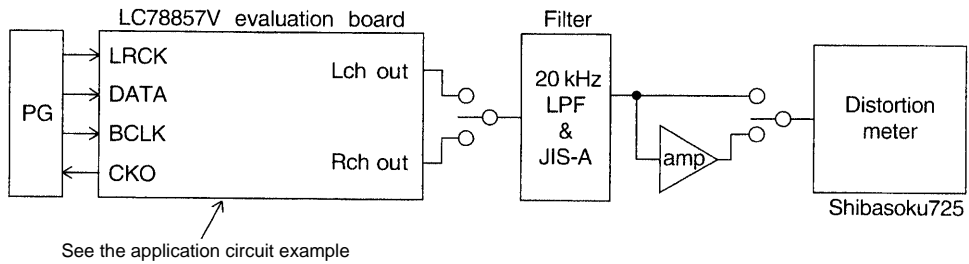 LC78857V evaluation board
Filter
PG
LRCK
DATA
BCLK
CKO
Lch out
Rch out
20 kHz
LPF
&
JIS-A
amp
Distortion
meter
Shibasoku725
See the application circuit example